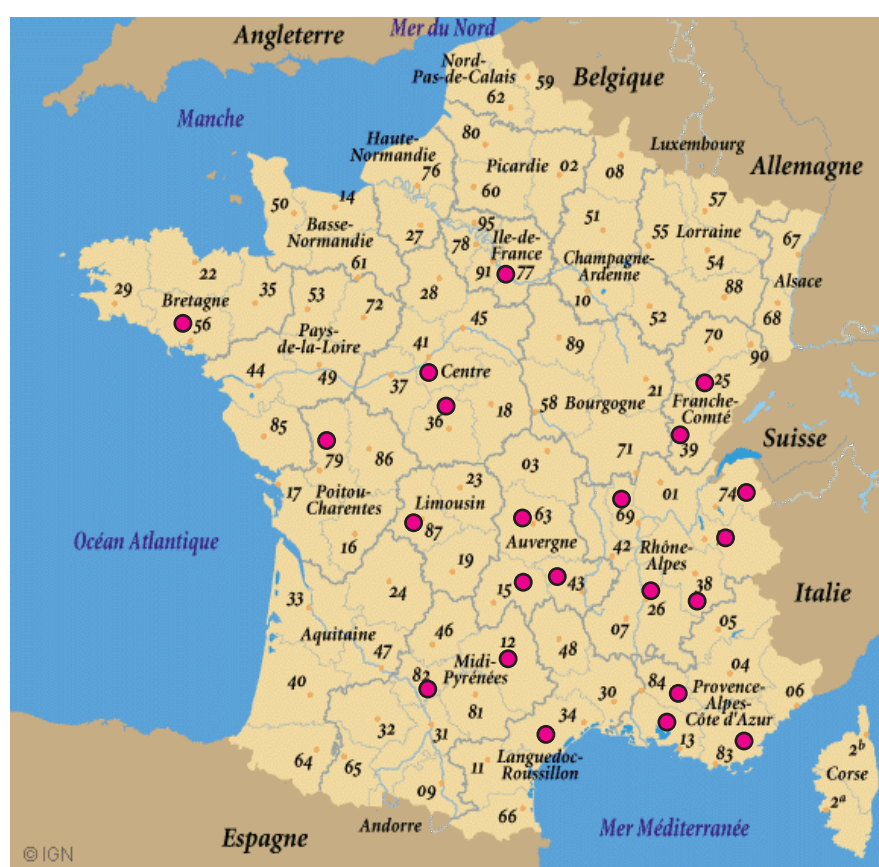 Mer du Nord
Angleterre
Nord-
Pas-de-Calais
59
Belgique
62
Manche
80
Haute-
Normandie
Picardie
02
08
Luxembourg
Allemagne
76
60
57
50
14
51
Basse-
Normandie
27
95
78
Ile-de-
France
55
Lorraine
67
61
91
77
Champagne-
Ardenne
54
Alsace
22
29
Bretagne
35
53
72
28
10
88
56
45
52
68
Pays-
de-la-Loire
41
89
70
90
44
49
37
Centre
21
25
Franche-
Comté
85
36
18
58
Bourgogne
39
Suisse
79
86
71
03
17
Poitou-
Charentes
23
Limousin
01
74
87
63
69
Océan Atlantique
16
Auvergne
42
Rhône-
Alpes
19
15
43
38
33
24
26
Italie
07
05
Aquitaine
46
12
48
47
Midi-
Pyrénées
04
40
82
30
84
Provence-
Alpes-
Côte d'Azur
06
32
81
34
31
13
83
64
65
11
Languedoc-
Roussillon
2b
Corse
09
2a
66
Andorre
Espagne
Mer Méditerranée
© IGN